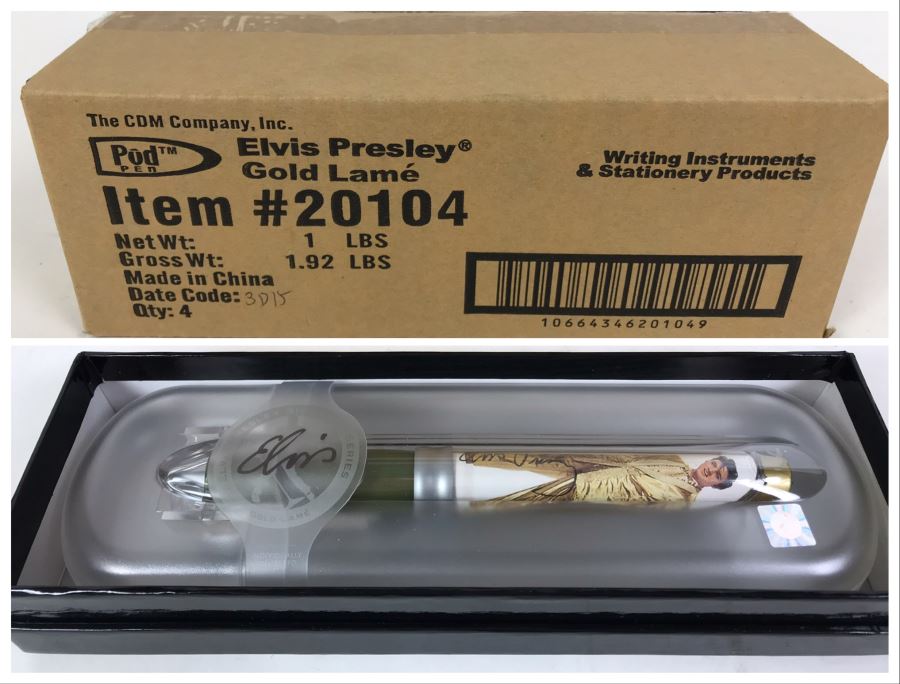 The CDM Company, Inc.
Pod™
PEN
Elvis Presley®
Gold Lamé
Writing Instruments
& Stationery Products
Item #20104
Net Wt: 1 LBS
Gross Wt: 1.92 LBS
Made in China
Date Code: 3D15
Qty: 4
10664346201049
Elvis
SERIES
GOLD LAMÉ
INDIVIDUALLY